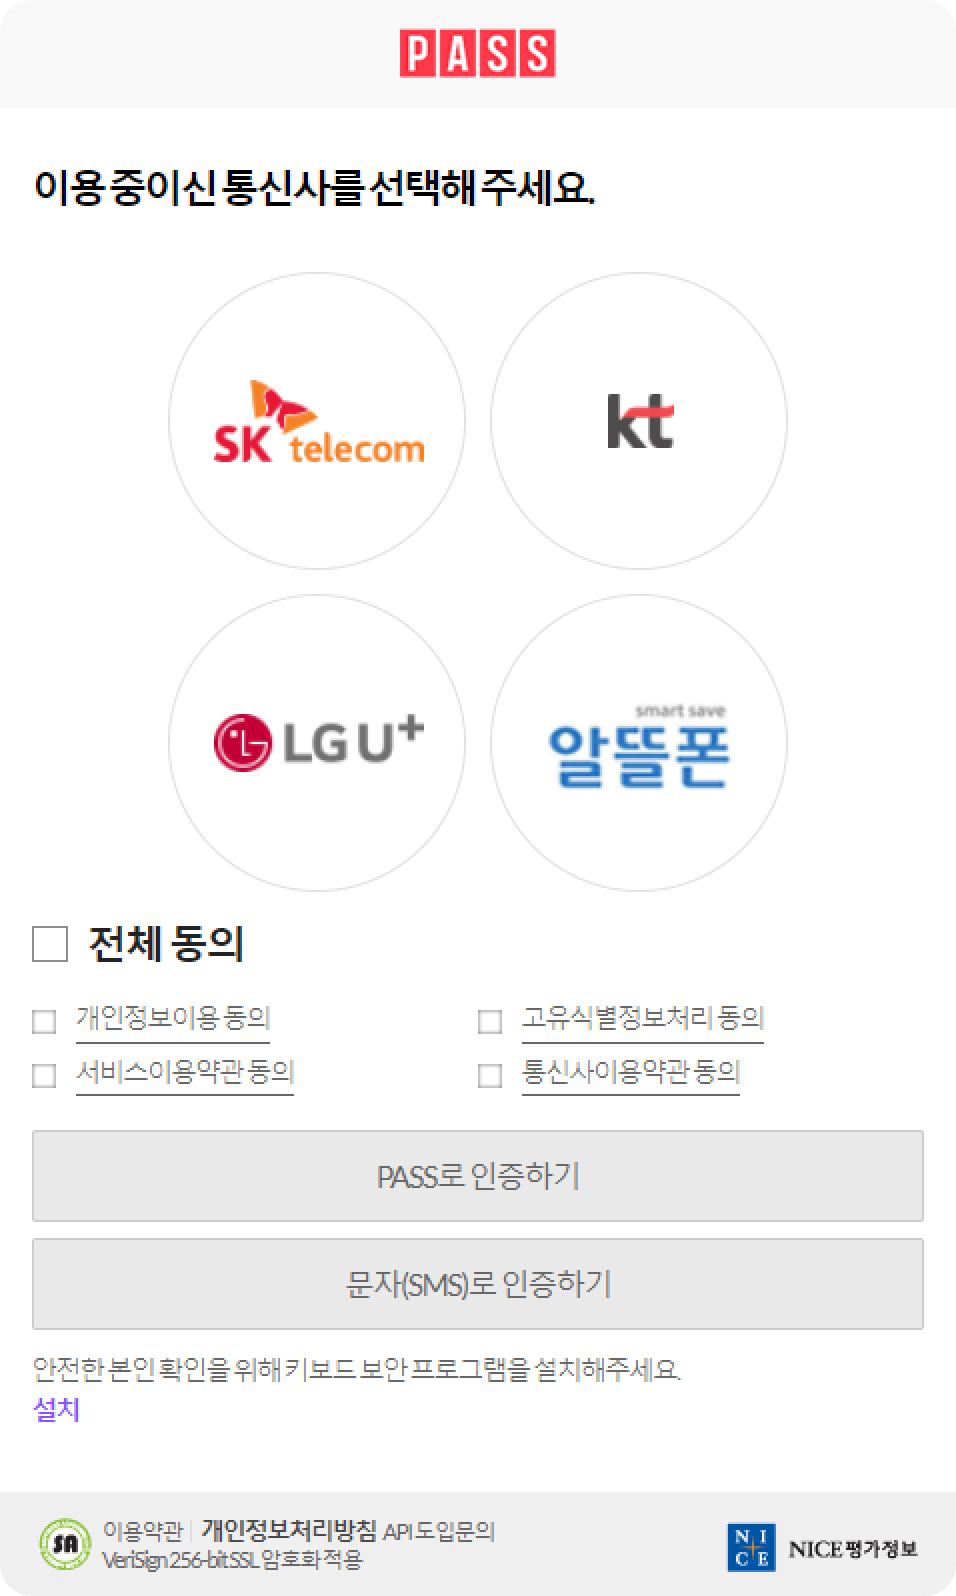 PASS
이용 중이신 통신사를 선택해 주세요.
SK telecom
kt
LG U+
smart save
알뜰폰
전체 동의
개인정보이용동의
고유식별정보처리동의
서비스이용약관동의
통신사이용약관동의
PASS로 인증하기
문자(SMS)로 인증하기
안전한 본인 확인을 위해 키보드 보안 프로그램을 설치해주세요.
설치
SA
이용약관 | 개인정보처리방침 API도입문의
VeriSign 256-bit SSL 암호화 적용
NICE
NICE평가정보